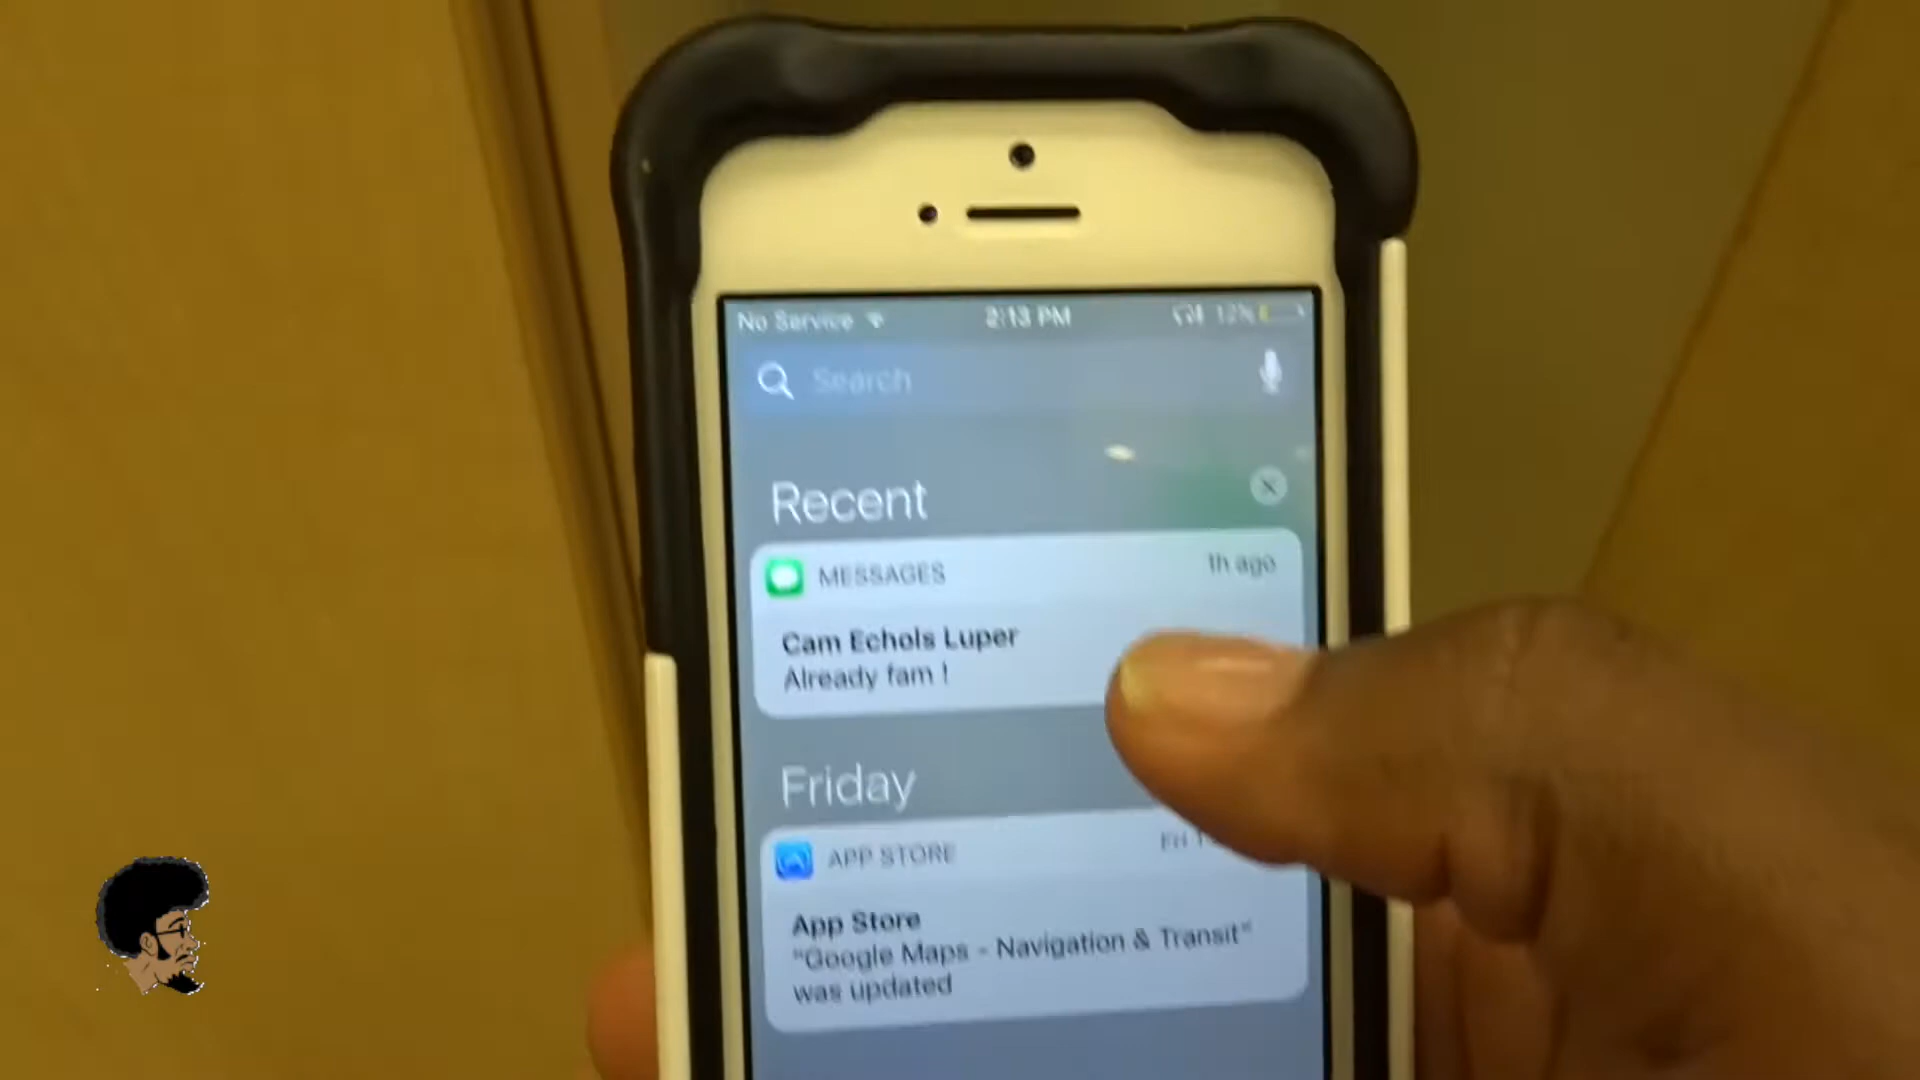 No Service 2:13 PM 12%
Search
Recent
MESSAGES 1h ago
Cam Echols Luper
Already fam !
Friday
APP STORE
App Store
"Google Maps - Navigation & Transit"
was updated